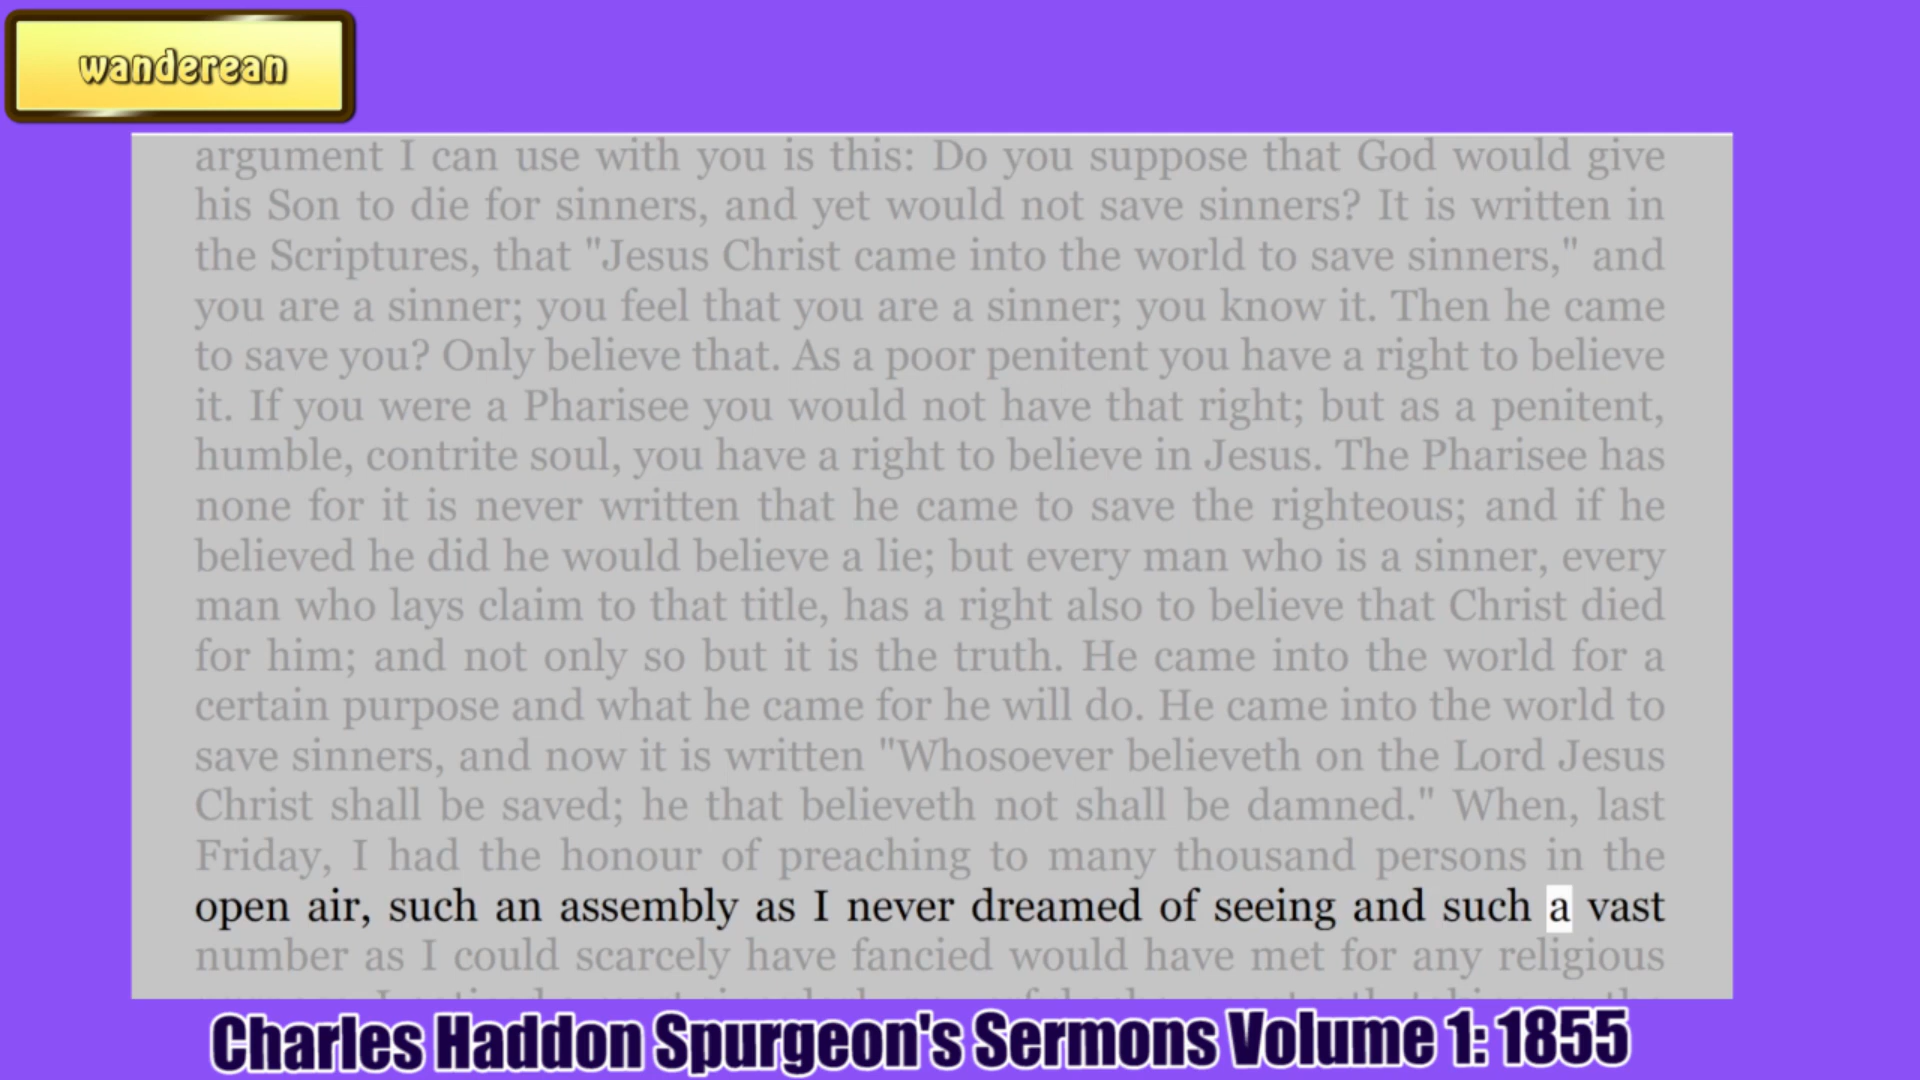 wanderean
argument I can use with you is this: Do you suppose that God would give
his Son to die for sinners, and yet would not save sinners? It is written in
the Scriptures, that "Jesus Christ came into the world to save sinners," and
you are a sinner; you feel that you are a sinner; you know it. Then he came
to save you? Only believe that. As a poor penitent you have a right to believe
it. If you were a Pharisee you would not have that right; but as a penitent,
humble, contrite soul, you have a right to believe in Jesus. The Pharisee has
none for it is never written that he came to save the righteous; and if he
believed he did he would believe a lie; but every man who is a sinner, every
man who lays claim to that title, has a right also to believe that Christ died
for him; and not only so but it is the truth. He came into the world for a
certain purpose and what he came for he will do. He came into the world to
save sinners, and now it is written "Whosoever believeth on the Lord Jesus
Christ shall be saved; he that believeth not shall be damned." When, last
Friday, I had the honour of preaching to many thousand persons in the
open air, such an assembly as I never dreamed of seeing and such a vast
number as I could scarcely have fancied would have met for any religious
Charles Haddon Spurgeon's Sermons Volume 1: 1855